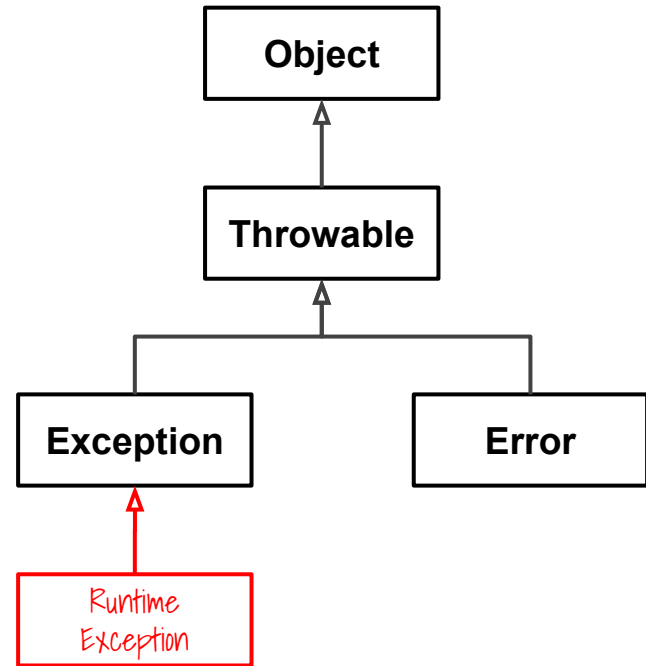 Object
Throwable
Exception
Error
Runtime
Exception